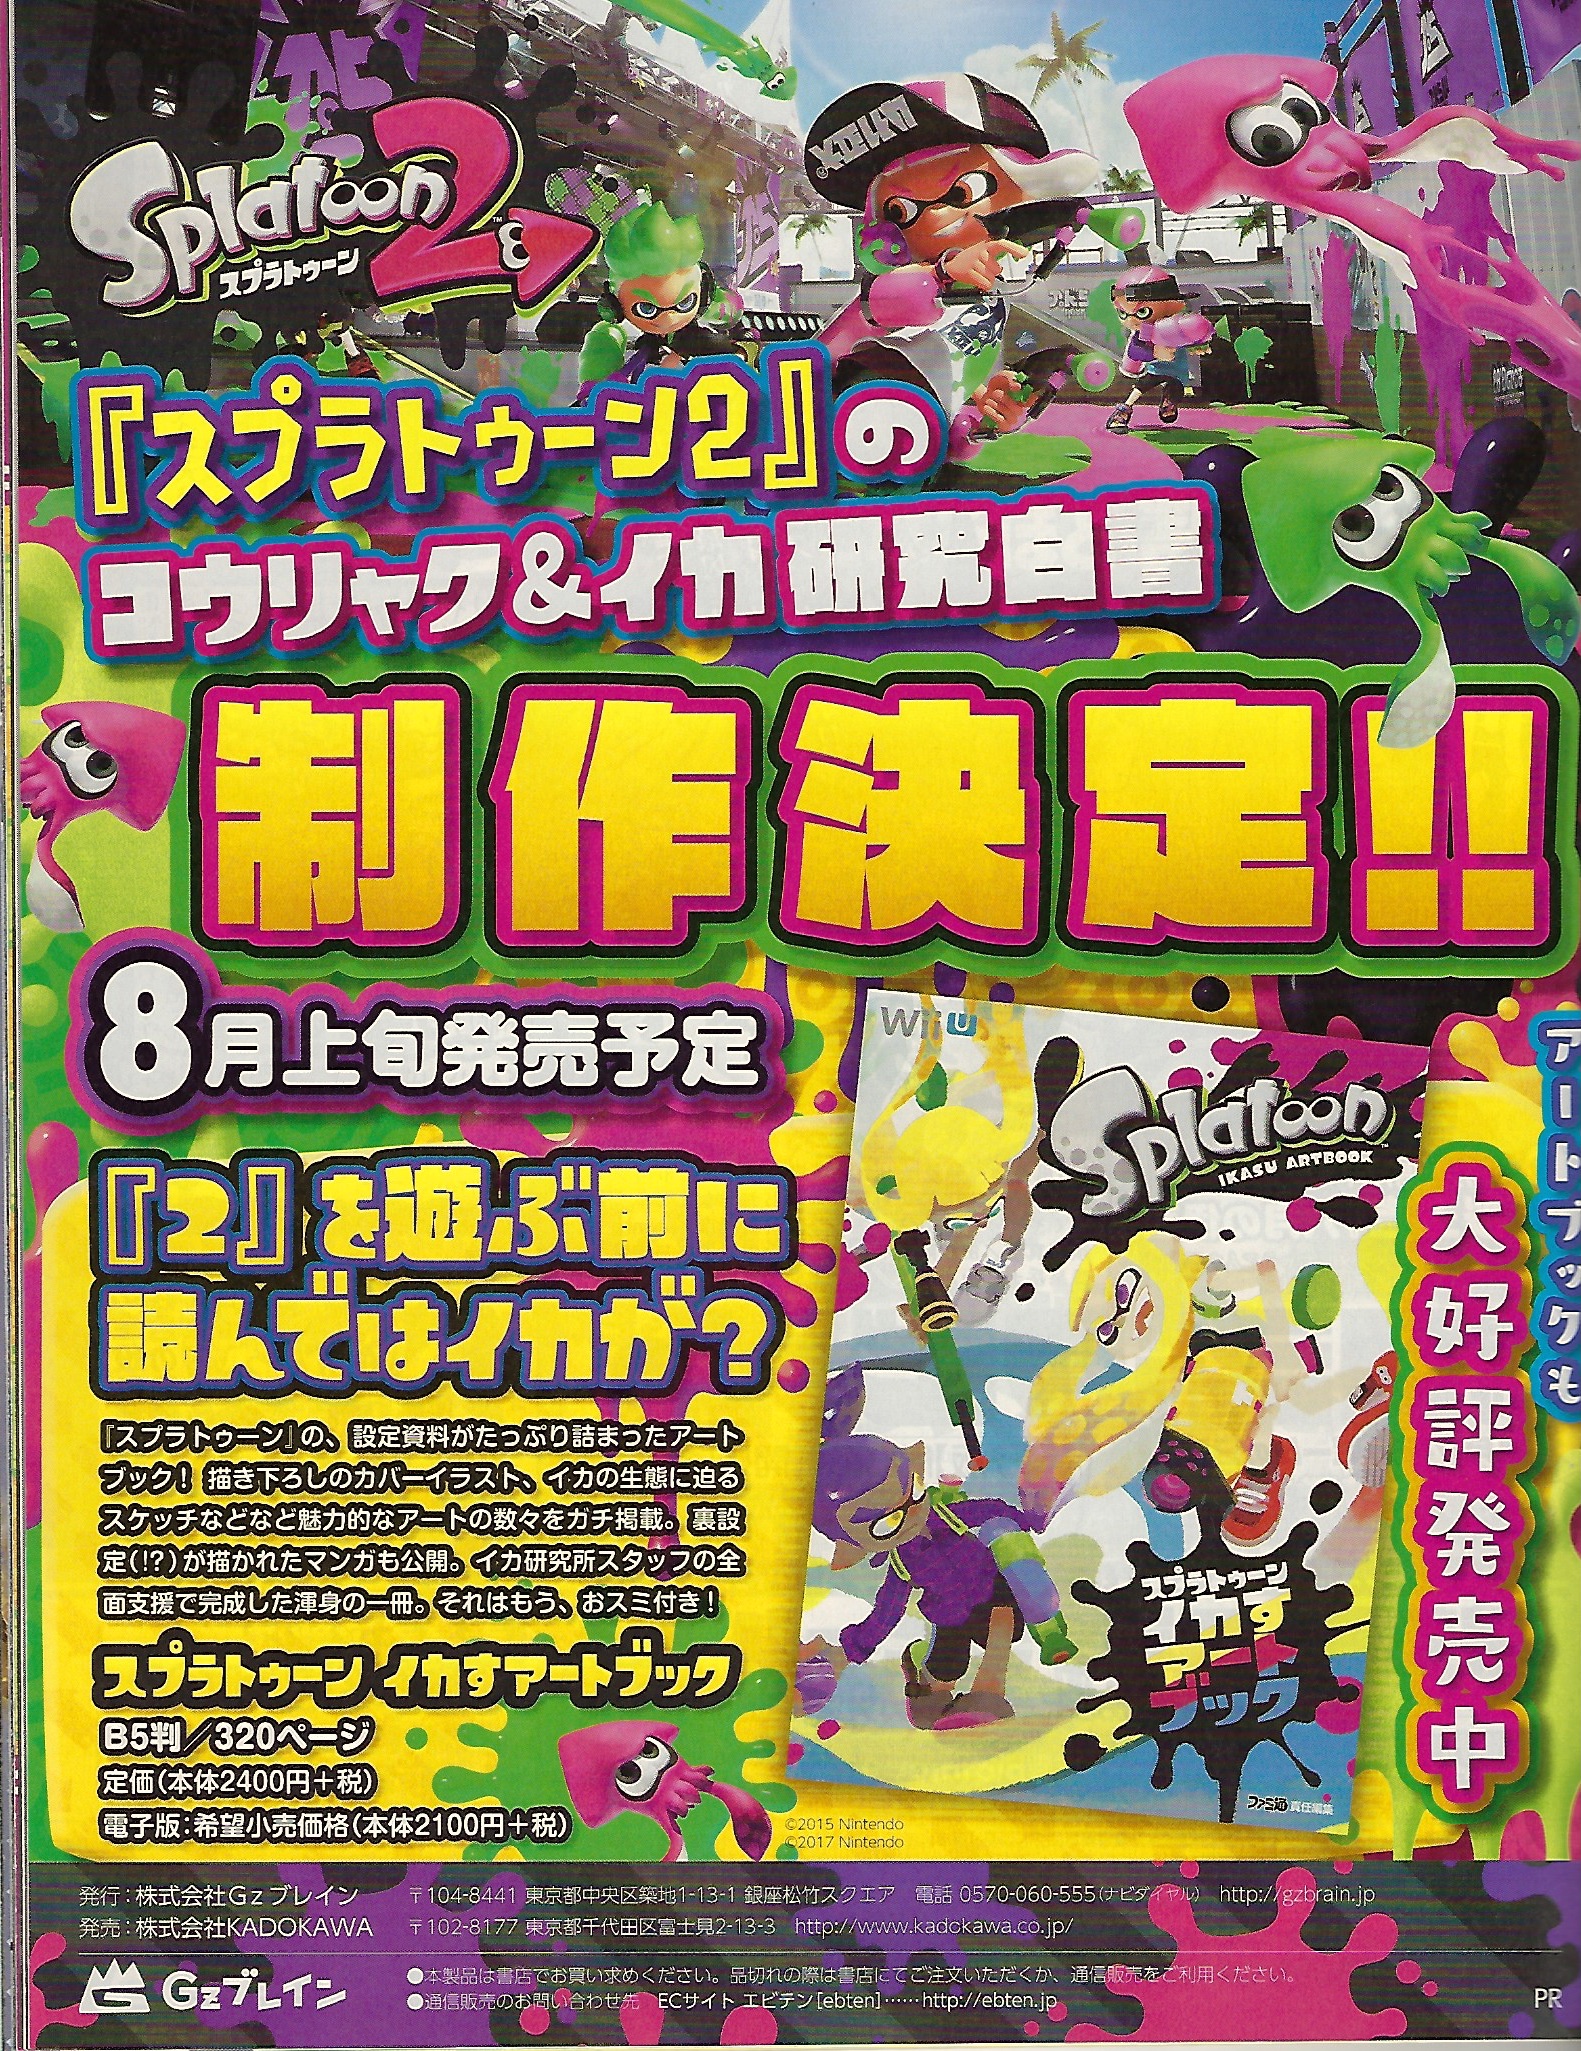 Splatoon2
スプラトゥーン
『スプラトゥーン2』の
コウリャク&イカ研究白書
制作決定!!
8月上旬発売予定
『2』を遊ぶ前に
読んではイカが?
『スプラトゥーン』の、設定資料がたっぷり詰まったアート
ブック! 描き下ろしのカバーイラスト、イカの生態に迫る
スケッチなどなど魅力的なアートの数々をガチ掲載。裏設
定(!?)が描かれたマンガも公開。イカ研究所スタッフの全
面支援で完成した渾身の一冊。それはもう、おスミ付き!
スプラトゥーン イカすアートブック
B5判/320ページ
定価(本体2400円+税)
電子版:希望小売価格(本体2100円+税)
Wii U
Splatoon™
IKASU ARTBOOK
スプラトゥーン
イカす
アート
ブック
ファミ通 責任編集
アートブックも
大好評発売中
©2015 Nintendo
©2017 Nintendo
発行:株式会社Gzブレイン 〒104-8441 東京都中央区築地1-13-1 銀座松竹スクエア 電話 0570-060-555(ナビダイヤル) http://gzbrain.jp
発売:株式会社KADOKAWA 〒102-8177 東京都千代田区富士見2-13-3 http://www.kadokawa.co.jp/
Gzブレイン
●本製品は書店でお買い求めください。品切れの際は書店にてご注文いただくか、通信販売をご利用ください。
●通信販売のお問い合わせ先 ECサイト エビテン[ebten]……http://ebten.jp
PR